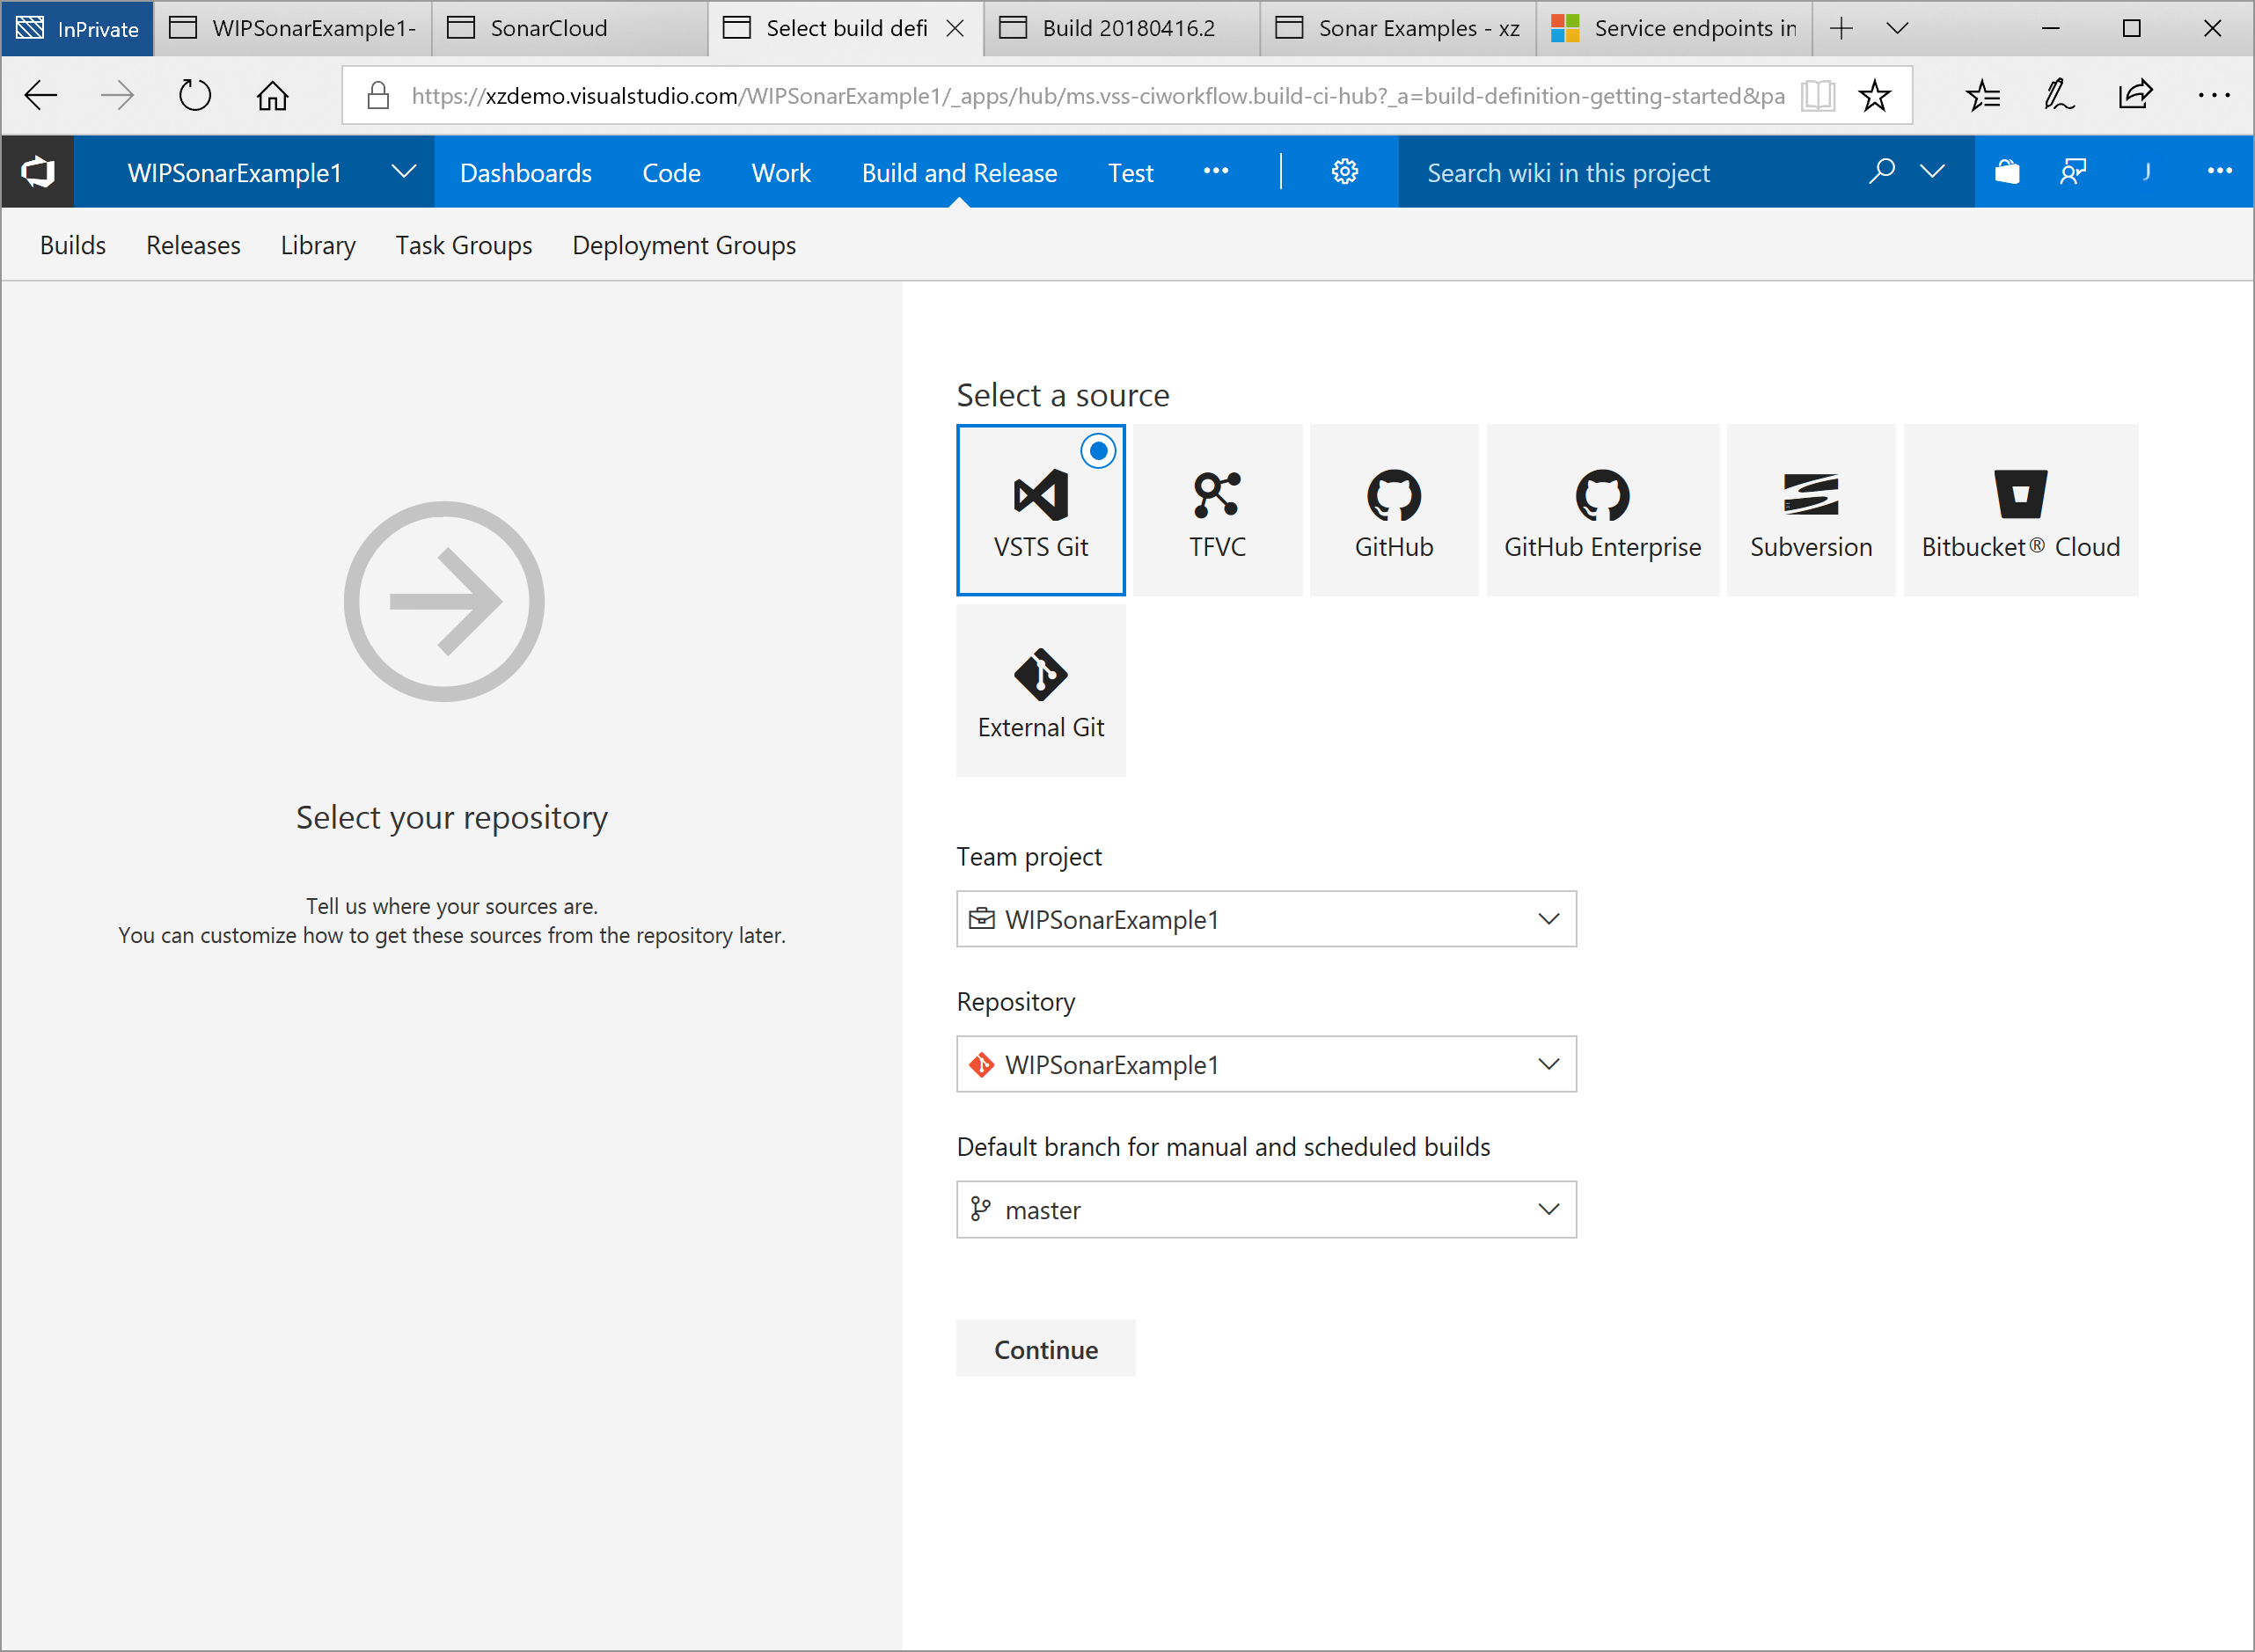 InPrivate WIPSonarExample1- SonarCloud Select build defi Build 20180416.2 Sonar Examples - xz Service endpoints in
https://xzdemo.visualstudio.com/WIPSonarExample1/_apps/hub/ms.vss-ciworkflow.build-ci-hub?_a=build-definition-getting-started&pa
WIPSonarExample1 Dashboards Code Work Build and Release Test Search wiki in this project J
Builds Releases Library Task Groups Deployment Groups
Select a source
VSTS Git TFVC GitHub GitHub Enterprise Subversion Bitbucket® Cloud
External Git
Select your repository
Tell us where your sources are.
You can customize how to get these sources from the repository later.
Team project
WIPSonarExample1
Repository
WIPSonarExample1
Default branch for manual and scheduled builds
master
Continue